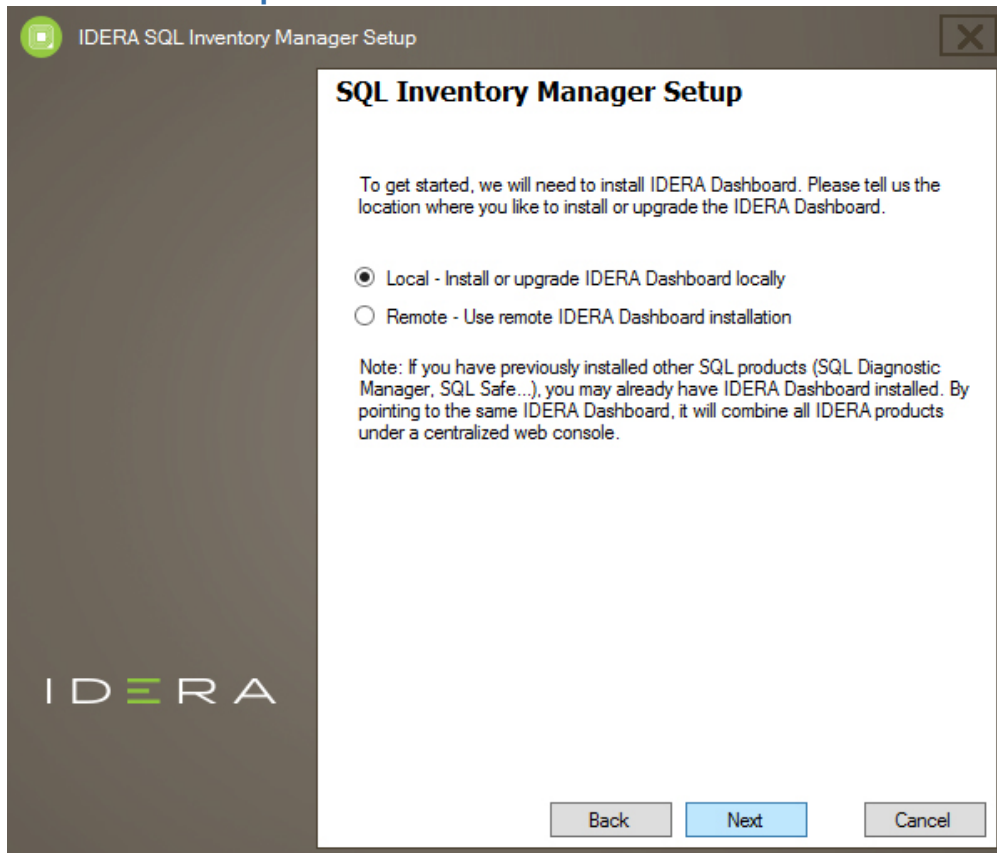 IDERA SQL Inventory Manager Setup
SQL Inventory Manager Setup
To get started, we will need to install IDERA Dashboard. Please tell us the
location where you like to install or upgrade the IDERA Dashboard.
Local - Install or upgrade IDERA Dashboard locally
Remote - Use remote IDERA Dashboard installation
Note: If you have previously installed other SQL products (SQL Diagnostic
Manager, SQL Safe...), you may already have IDERA Dashboard installed. By
pointing to the same IDERA Dashboard, it will combine all IDERA products
under a centralized web console.
IDERA
Back Next Cancel